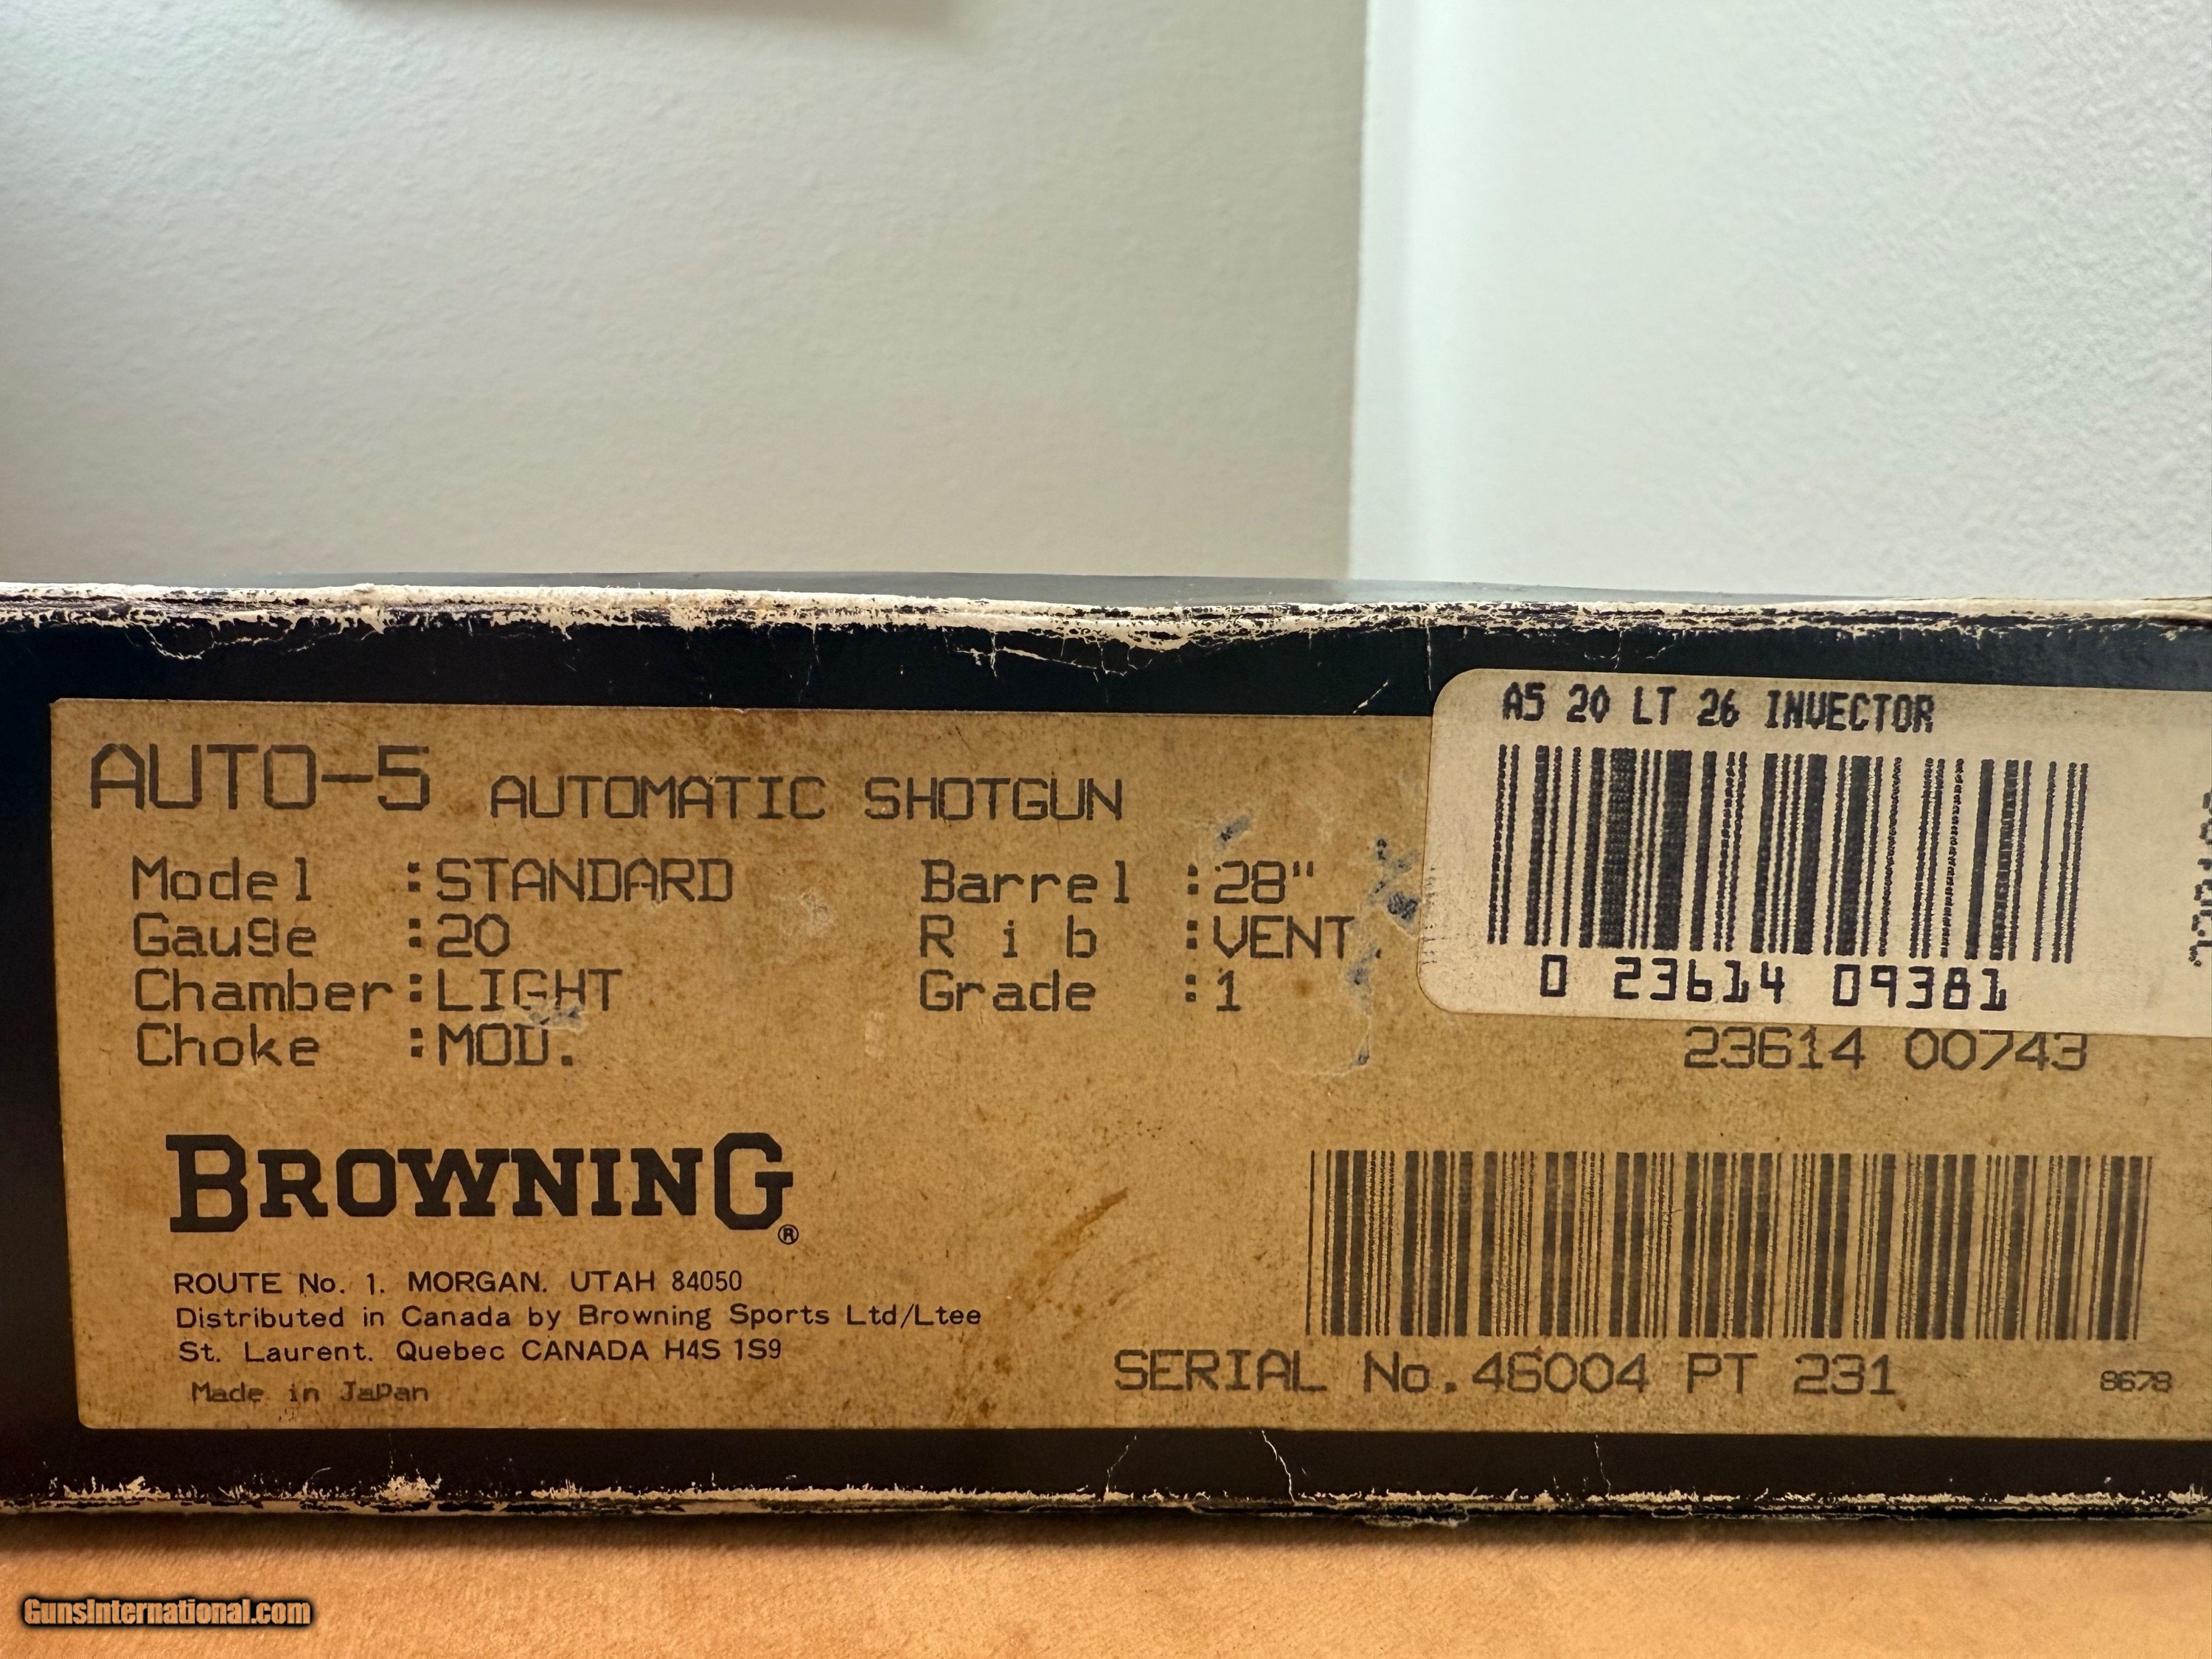 A5 20 LT 26 INVECTOR
0 23614 09381
AUTO-5 AUTOMATIC SHOTGUN
Model :STANDARD Barrel :28"
Gauge :20 Rib :VENT.
Chamber:LIGHT Grade :1
Choke :MOD.
23614 00743
BROWNING®
ROUTE No. 1, MORGAN, UTAH 84050
Distributed in Canada by Browning Sports Ltd/Ltee
St. Laurent, Quebec CANADA H4S 1S9
Made in Japan
SERIAL No.46004 PT 231
8678
GunsInternational.com